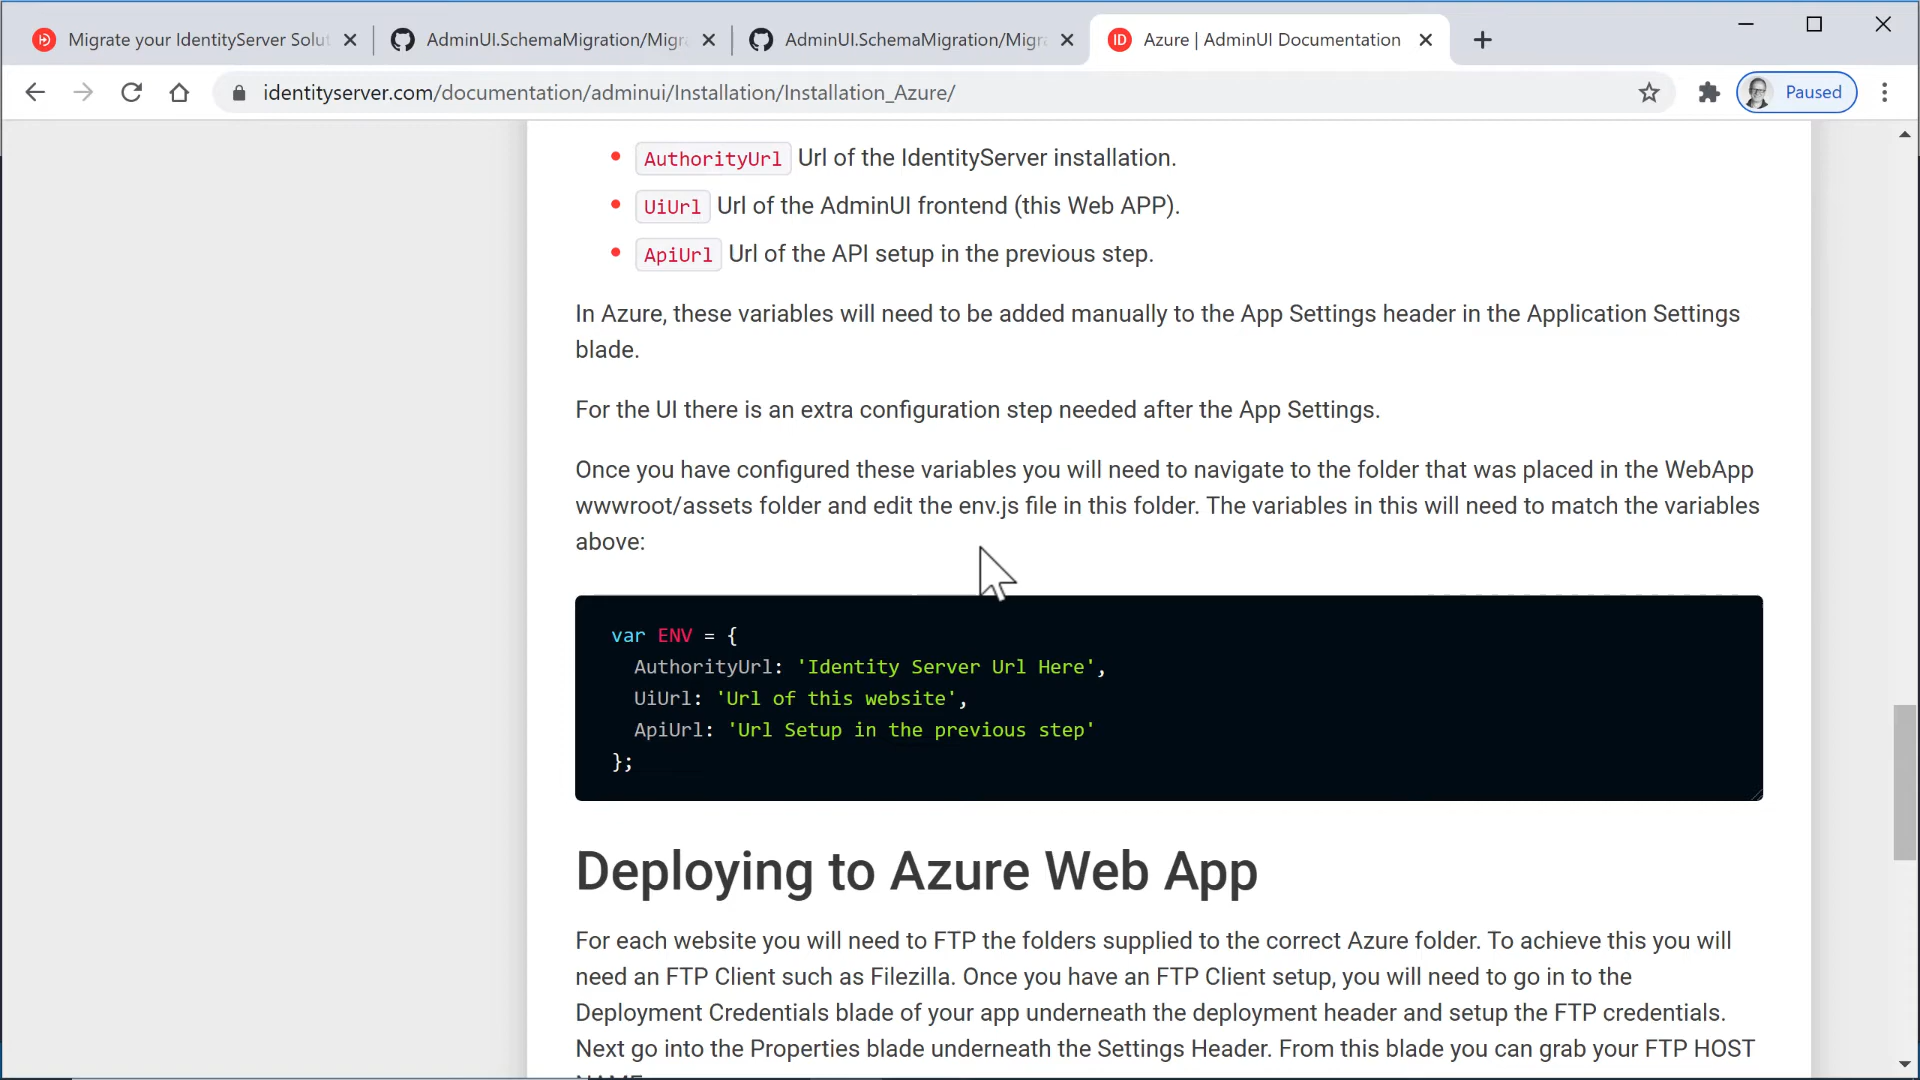 Migrate your IdentityServer Solut
AdminUI.SchemaMigration/Migra
AdminUI.SchemaMigration/Migra
ID Azure | AdminUI Documentation
identityserver.com/documentation/adminui/Installation/Installation_Azure/
Paused
AuthorityUrl Url of the IdentityServer installation.
UiUrl Url of the AdminUI frontend (this Web APP).
ApiUrl Url of the API setup in the previous step.
In Azure, these variables will need to be added manually to the App Settings header in the Application Settings
blade.
For the UI there is an extra configuration step needed after the App Settings.
Once you have configured these variables you will need to navigate to the folder that was placed in the WebApp
wwwroot/assets folder and edit the env.js file in this folder. The variables in this will need to match the variables
above:
var ENV = {
AuthorityUrl: 'Identity Server Url Here',
UiUrl: 'Url of this website',
ApiUrl: 'Url Setup in the previous step'
};
Deploying to Azure Web App
For each website you will need to FTP the folders supplied to the correct Azure folder. To achieve this you will
need an FTP Client such as Filezilla. Once you have an FTP Client setup, you will need to go in to the
Deployment Credentials blade of your app underneath the deployment header and setup the FTP credentials.
Next go into the Properties blade underneath the Settings Header. From this blade you can grab your FTP HOST
NAME